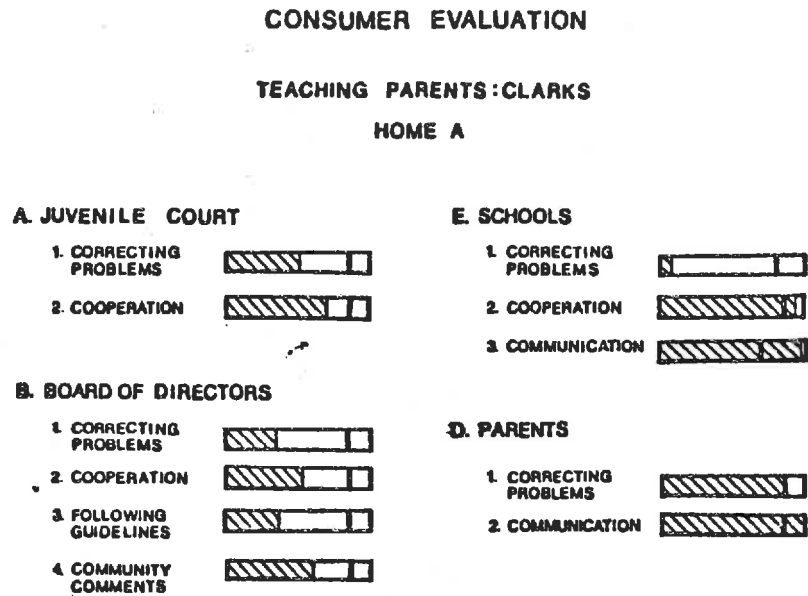 CONSUMER EVALUATION
TEACHING PARENTS: CLARKS
HOME A
A. JUVENILE COURT
1. CORRECTING
PROBLEMS
2. COOPERATION
B. BOARD OF DIRECTORS
1. CORRECTING
PROBLEMS
2. COOPERATION
3. FOLLOWING
GUIDELINES
4. COMMUNITY
COMMENTS
E. SCHOOLS
1. CORRECTING
PROBLEMS
2. COOPERATION
3. COMMUNICATION
D. PARENTS
1. CORRECTING
PROBLEMS
2. COMMUNICATION